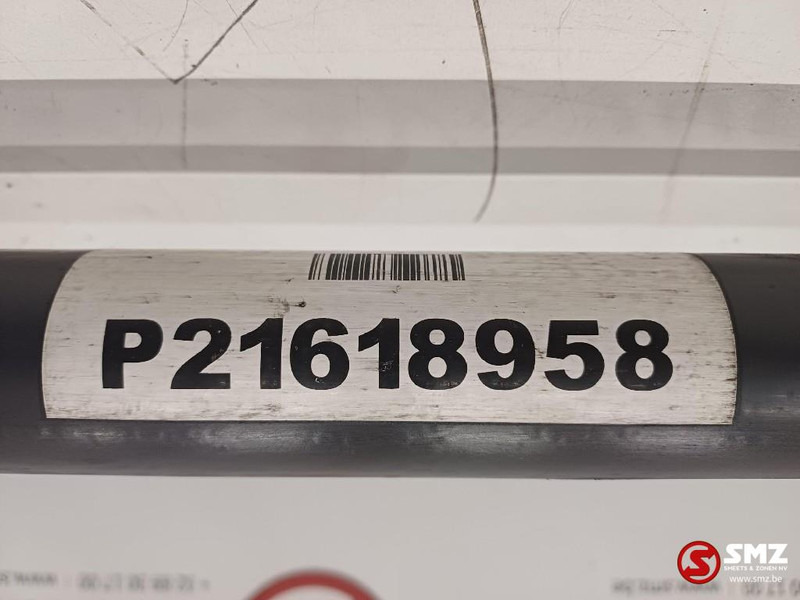 P21618958
SMZ
SMEETS & ZONEN NV
www.smz.be